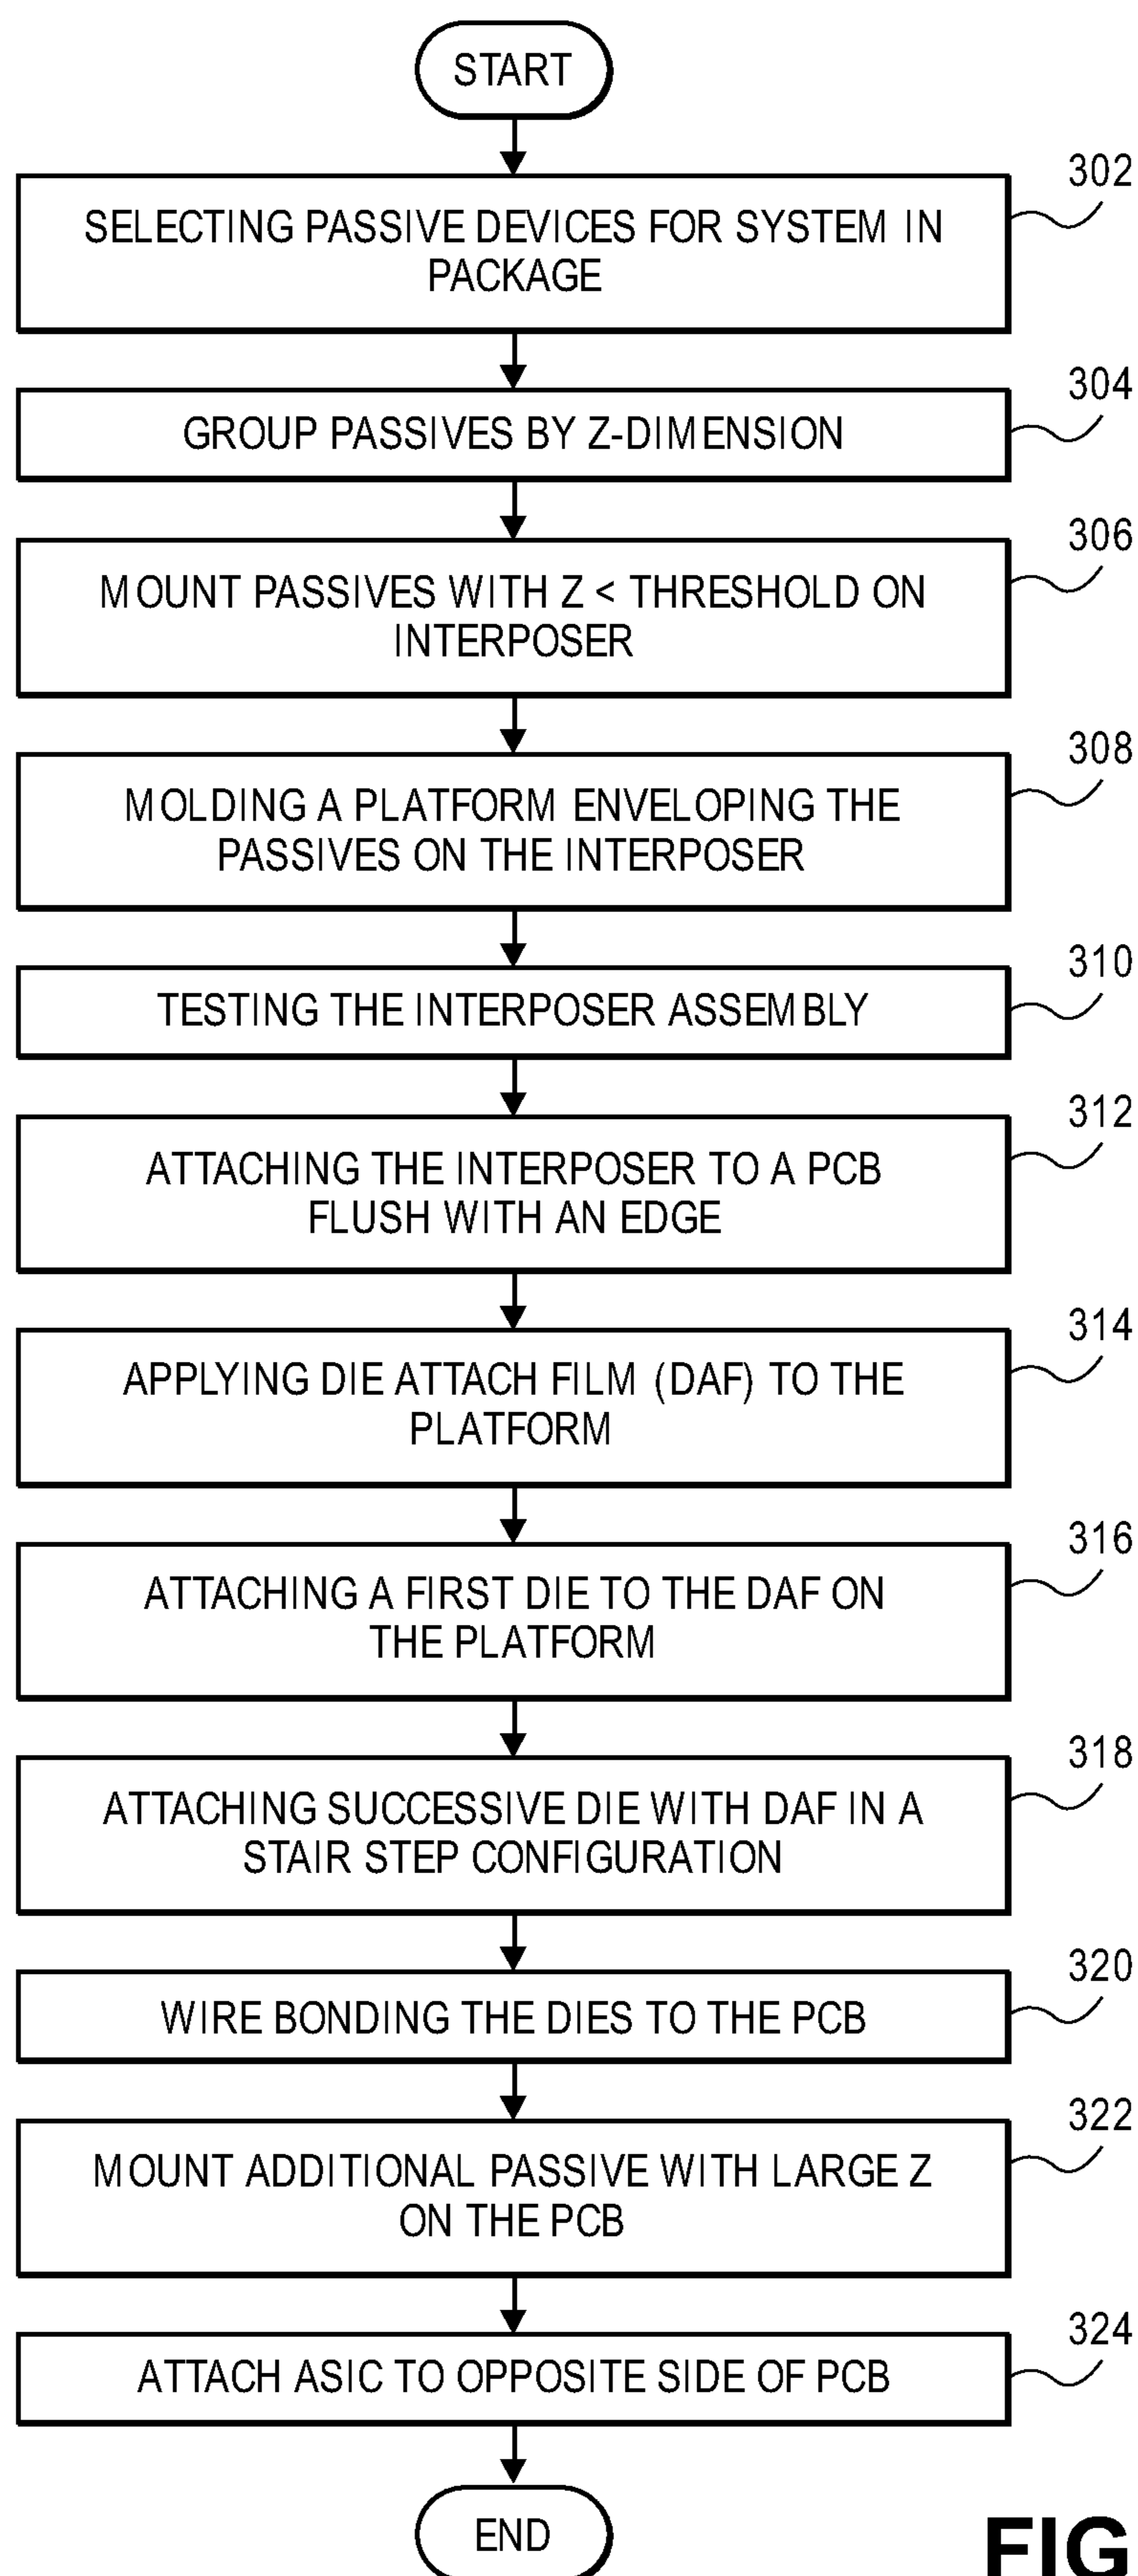 START
302
SELECTING PASSIVE DEVICES FOR SYSTEM IN
PACKAGE
304
GROUP PASSIVES BY Z-DIMENSION
306
MOUNT PASSIVES WITH Z < THRESHOLD ON
INTERPOSER
308
MOLDING A PLATFORM ENVELOPING THE
PASSIVES ON THE INTERPOSER
310
TESTING THE INTERPOSER ASSEMBLY
312
ATTACHING THE INTERPOSER TO A PCB
FLUSH WITH AN EDGE
314
APPLYING DIE ATTACH FILM (DAF) TO THE
PLATFORM
316
ATTACHING A FIRST DIE TO THE DAF ON
THE PLATFORM
318
ATTACHING SUCCESSIVE DIE WITH DAF IN A
STAIR STEP CONFIGURATION
320
WIRE BONDING THE DIES TO THE PCB
322
MOUNT ADDITIONAL PASSIVE WITH LARGE Z
ON THE PCB
324
ATTACH ASIC TO OPPOSITE SIDE OF PCB
END
FIG